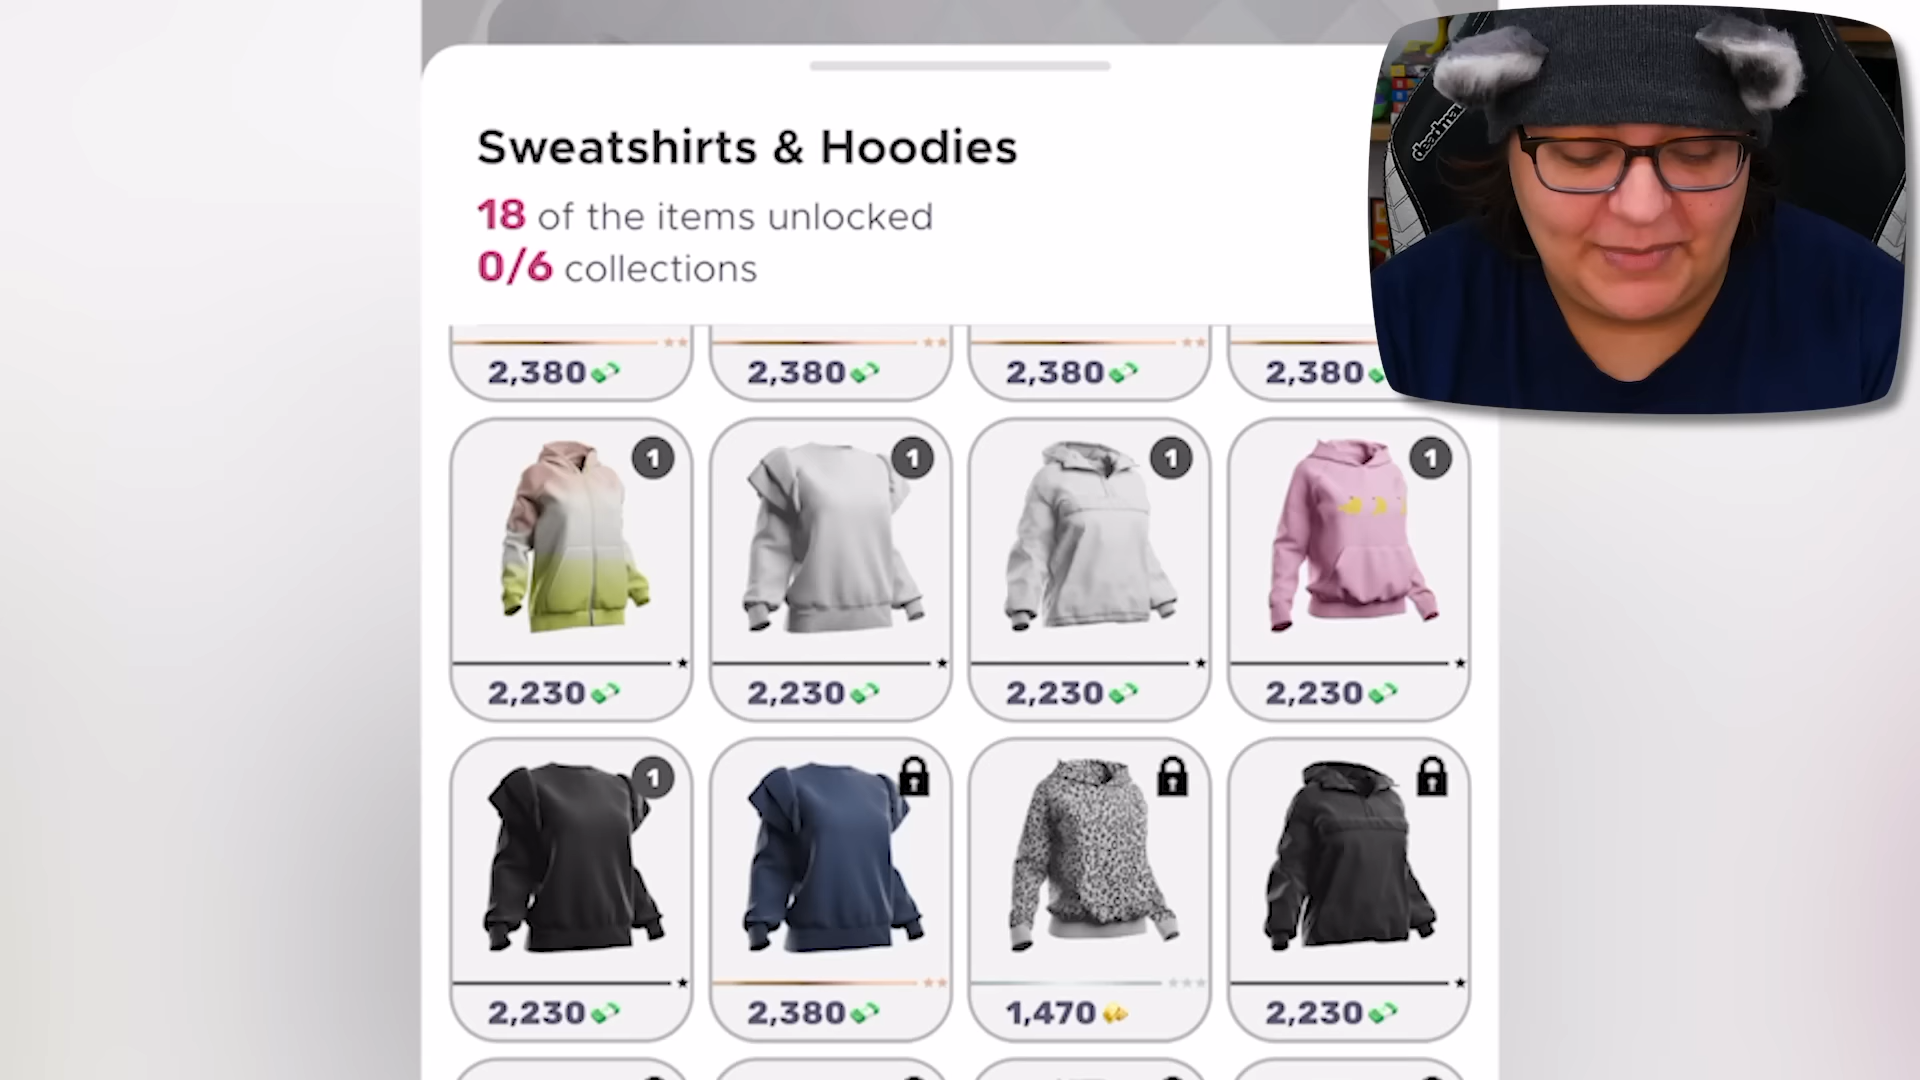 Sweatshirts & Hoodies
18 of the items unlocked
0/6 collections
2,380 2,380 2,380 2,380
1 1 1 1
2,230 2,230 2,230 2,230
1
2,230 2,380 1,470 2,230